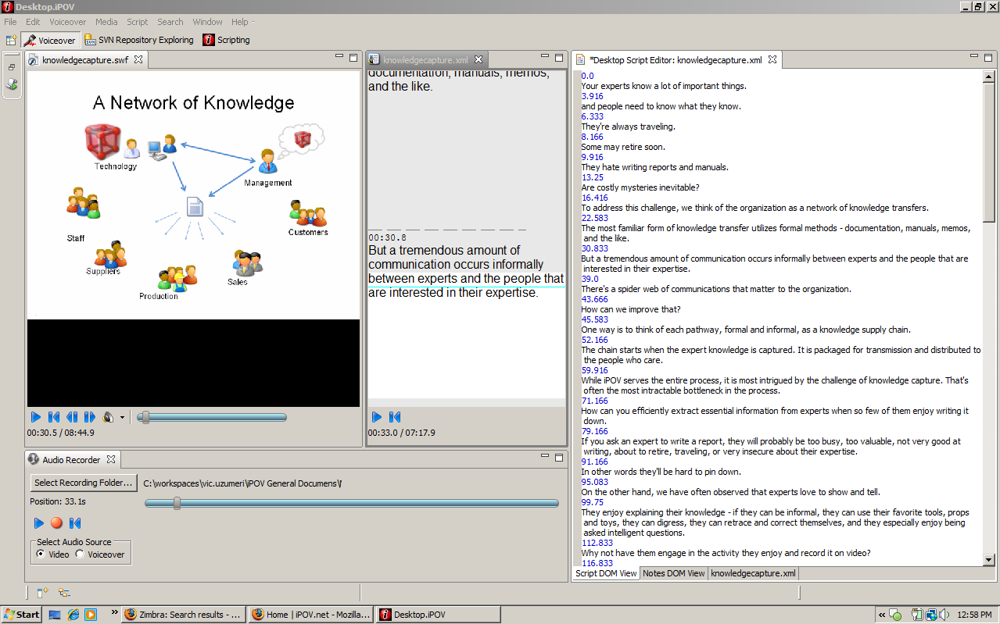 Desktop.iPOV
File Edit Voiceover Media Script Search Window Help
Voiceover SVN Repository Exploring Scripting
knowledgecapture.swf
A Network of Knowledge
Technology
Management
Staff
Customers
Suppliers
Sales
Production
00:30.5 / 08:44.9
knowledgecapture.xml
documentation, manuals, memos,
and the like.
00:30.8
But a tremendous amount of
communication occurs informally
between experts and the people that
are interested in their expertise.
00:33.0 / 07:17.9
Audio Recorder
Select Recording Folder... C:\workspaces\vic.uzumeri\iPOV General Documens\
Position: 33.1s
Select Audio Source
Video Voiceover
*Desktop Script Editor: knowledgecapture.xml
0.0
Your experts know a lot of important things.
3.916
and people need to know what they know.
6.333
They're always traveling.
8.166
Some may retire soon.
9.916
They hate writing reports and manuals.
13.25
Are costly mysteries inevitable?
16.416
To address this challenge, we think of the organization as a network of knowledge transfers.
22.583
The most familiar form of knowledge transfer utilizes formal methods - documentation, manuals, memos,
and the like.
30.833
But a tremendous amount of communication occurs informally between experts and the people that are
interested in their expertise.
39.0
There's a spider web of communications that matter to the organization.
43.666
How can we improve that?
45.583
One way is to think of each pathway, formal and informal, as a knowledge supply chain.
52.166
The chain starts when the expert knowledge is captured. It is packaged for transmission and distributed to
the people who care.
59.916
While iPOV serves the entire process, it is most intrigued by the challenge of knowledge capture. That's
often the most intractable bottleneck in the process.
71.166
How can you efficiently extract essential information from experts when so few of them enjoy writing it
down.
79.166
If you ask an expert to write a report, they will probably be too busy, too valuable, not very good at
writing, about to retire, traveling, or very insecure about their expertise.
91.166
In other words they'll be hard to pin down.
95.083
On the other hand, we have often observed that experts love to show and tell.
99.75
They enjoy explaining their knowledge - if they can be informal, they can use their favorite tools, props
and toys, they can digress, they can retrace and correct themselves, and they especially enjoy being
asked intelligent questions.
112.833
Why not have them engage in the activity they enjoy and record it on video?
116.833
Script DOM View Notes DOM View knowledgecapture.xml
Start » Zimbra: Search results - ... Home | iPOV.net - Mozilla... Desktop.iPOV « 12:58 PM